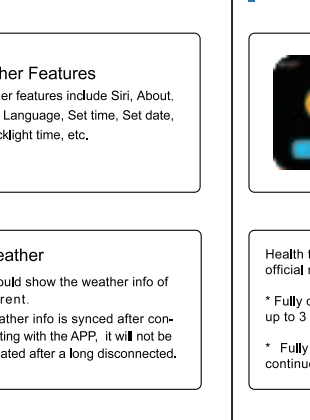 her Features
er features include Siri, About,
Language, Set time, Set date,
cklight time, etc.
eather
ould show the weather info of
rent.
ather info is synced after con-
ting with the APP, it will not be
ated after a long disconnected.
Health
official
* Fully
up to 3
* Fully
continue